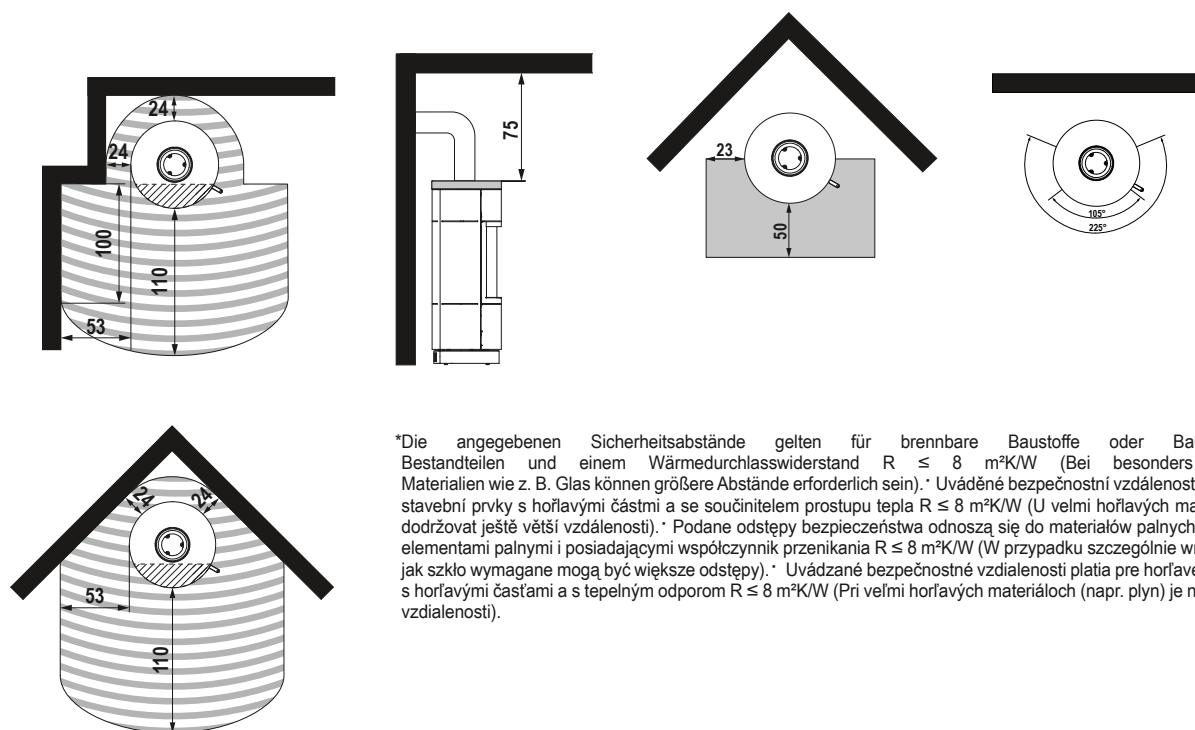 24
24
100
110
53
75
23
50
105°
225°
24
24
53
110
*Die angegebenen Sicherheitsabstände gelten für brennbare Baustoffe oder
Bestandteilen und einem Wärmedurchlasswiderstand R ≤ 8 m²K/W (Bei besonders
Materialien wie z. B. Glas können größere Abstände erforderlich sein).* Uváděné bezpečnostní
stavební prvky s hořlavými částmi a se součinitelem prostupu tepla R ≤ 8 m²K/W (U velmi hořlavých
dodržovat ještě větší vzdálenosti).* Podane odstępy bezpieczeństwa odnoszą się do materiałów palnych
elementami palnymi i posiadającymi współczynnik przenikania R ≤ 8 m²K/W (W przypadku szczególnie
jak szkło wymagane mogą być większe odstępy).* Uvádzané bezpečnostné vzdialenosti platia pre
s horľavými časťami a s tepelným odporom R ≤ 8 m²K/W (Pri veľmi horľavých materiáloch (napr. plyn) je
vzdialenosti).